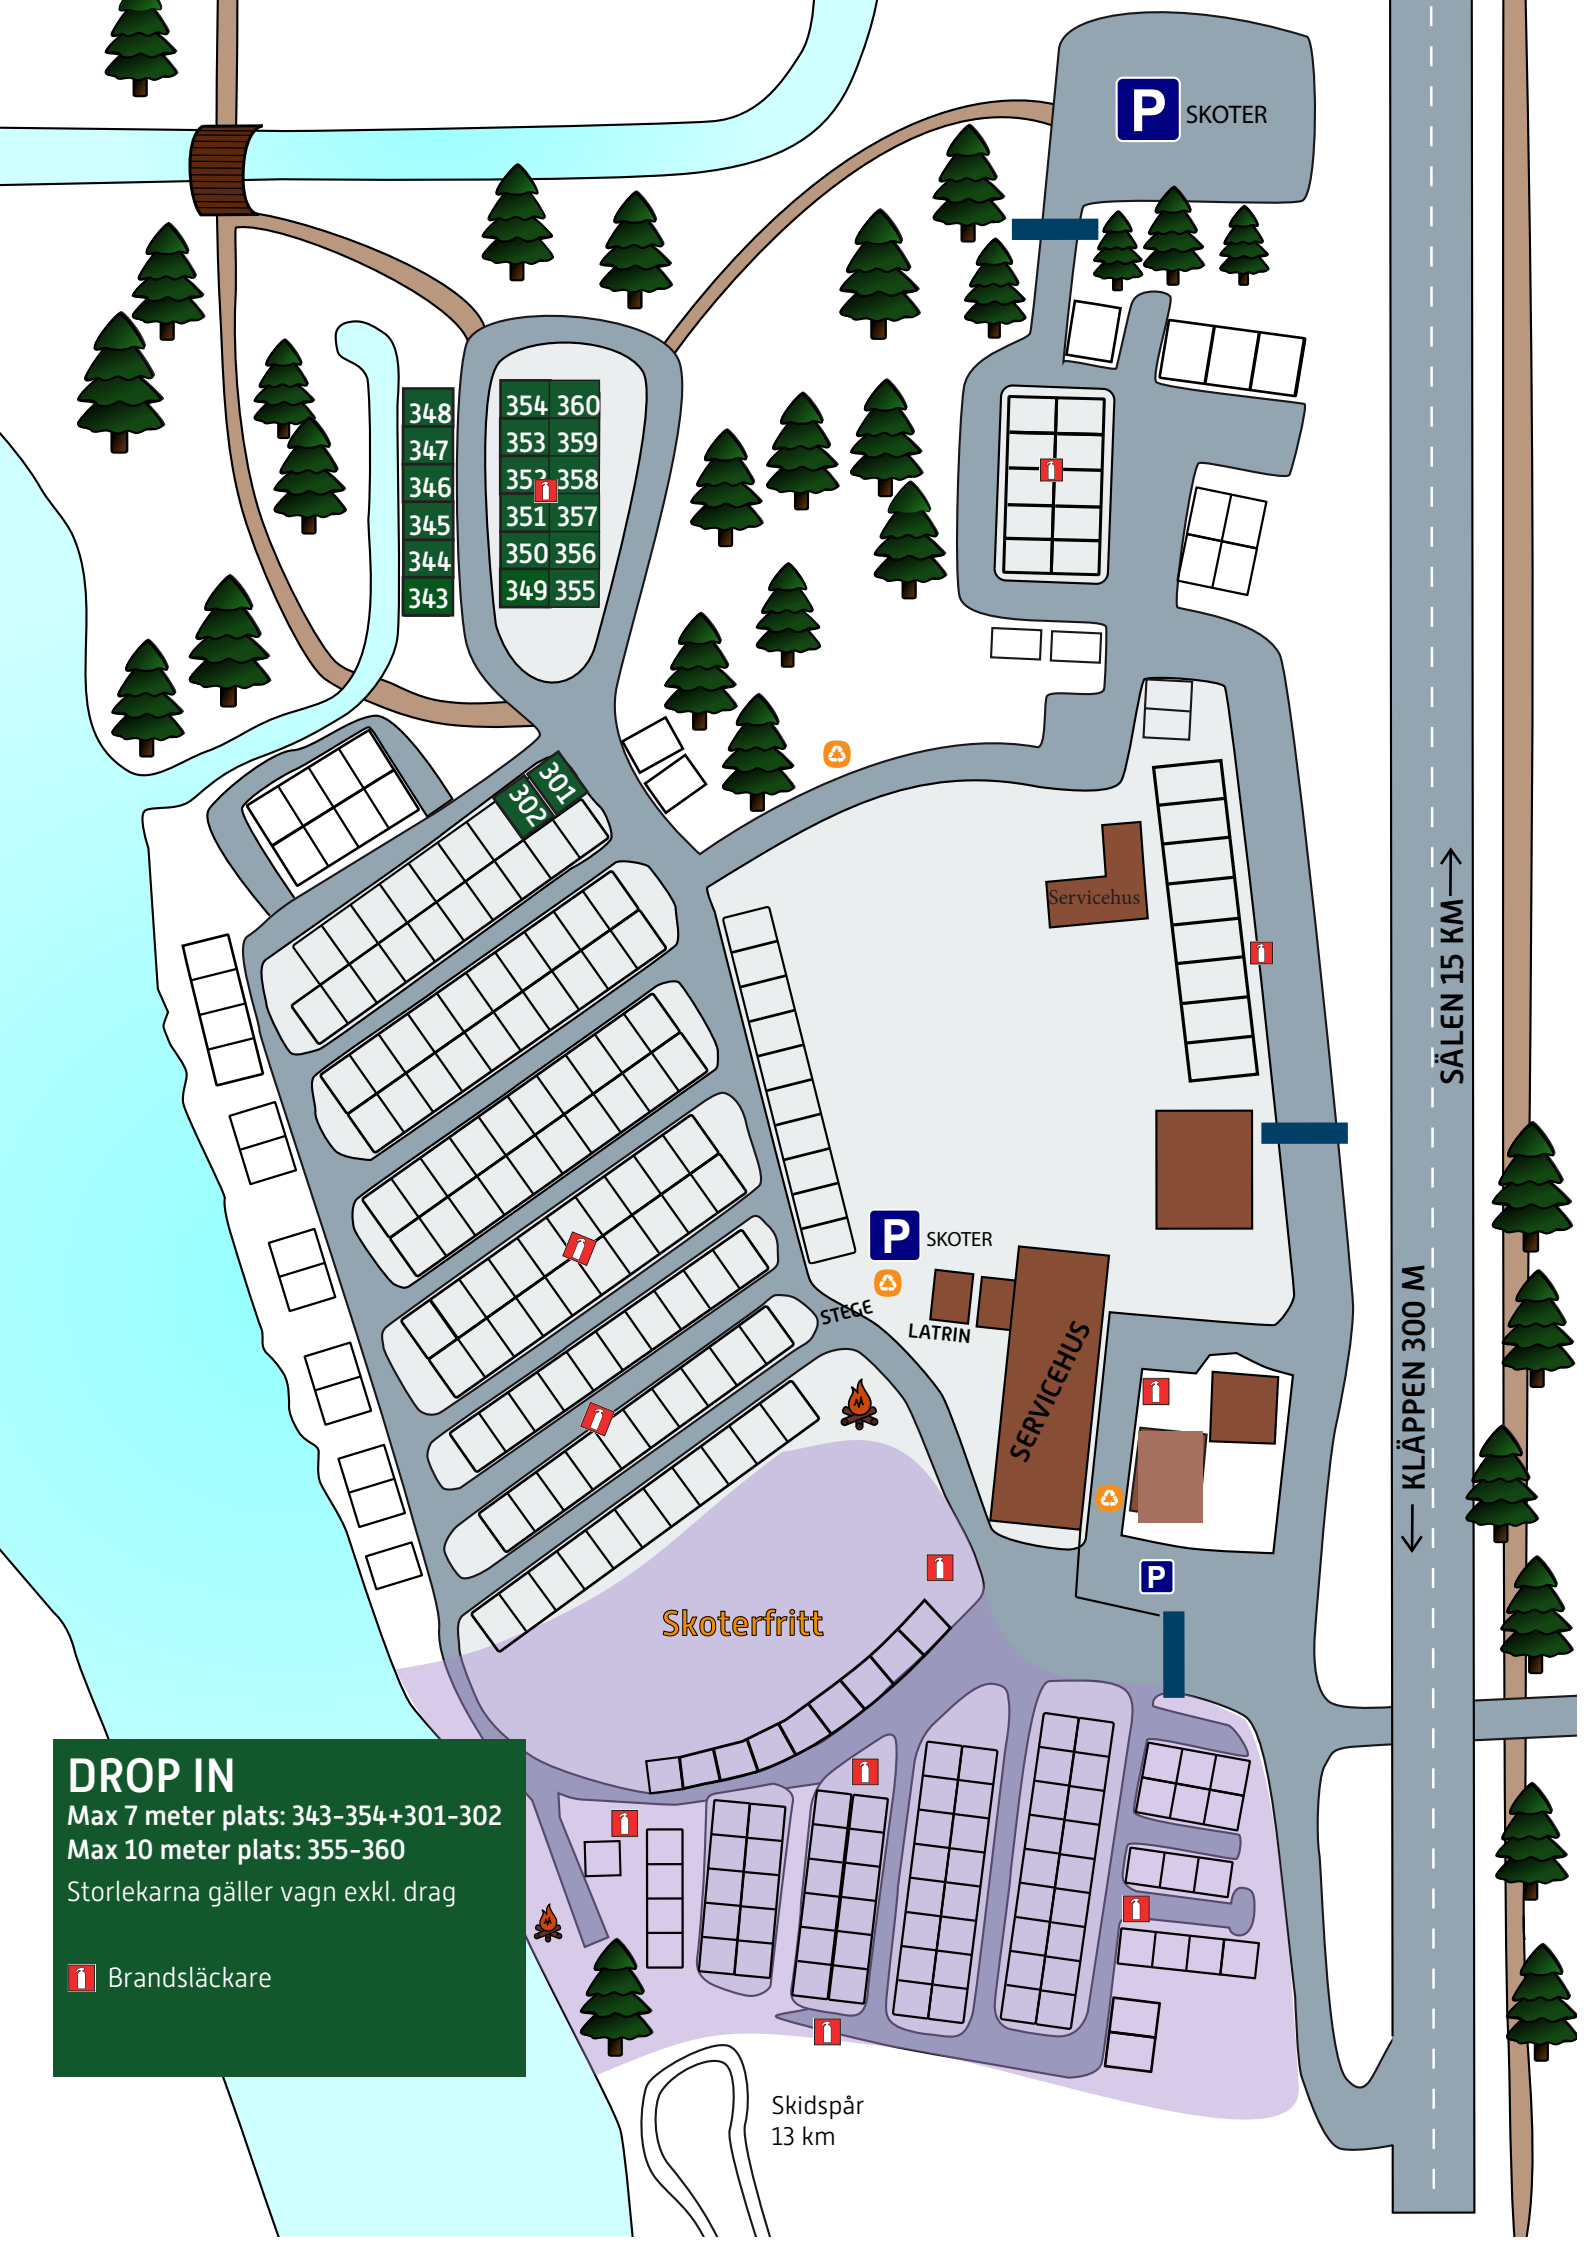 P SKOTER
348
347
346
345
344
343
354 360
353 359
352 358
351 357
350 356
349 355
301
302
Servicehus
SÄLEN 15 KM
P SKOTER
STEGE
LATRIN
SERVICEHUS
KLÄPPEN 300 M
P
Skoterfritt
DROP IN
Max 7 meter plats: 343-354+301-302
Max 10 meter plats: 355-360
Storlekarna gäller vagn exkl. drag
Brandsläckare
Skidspår
13 km